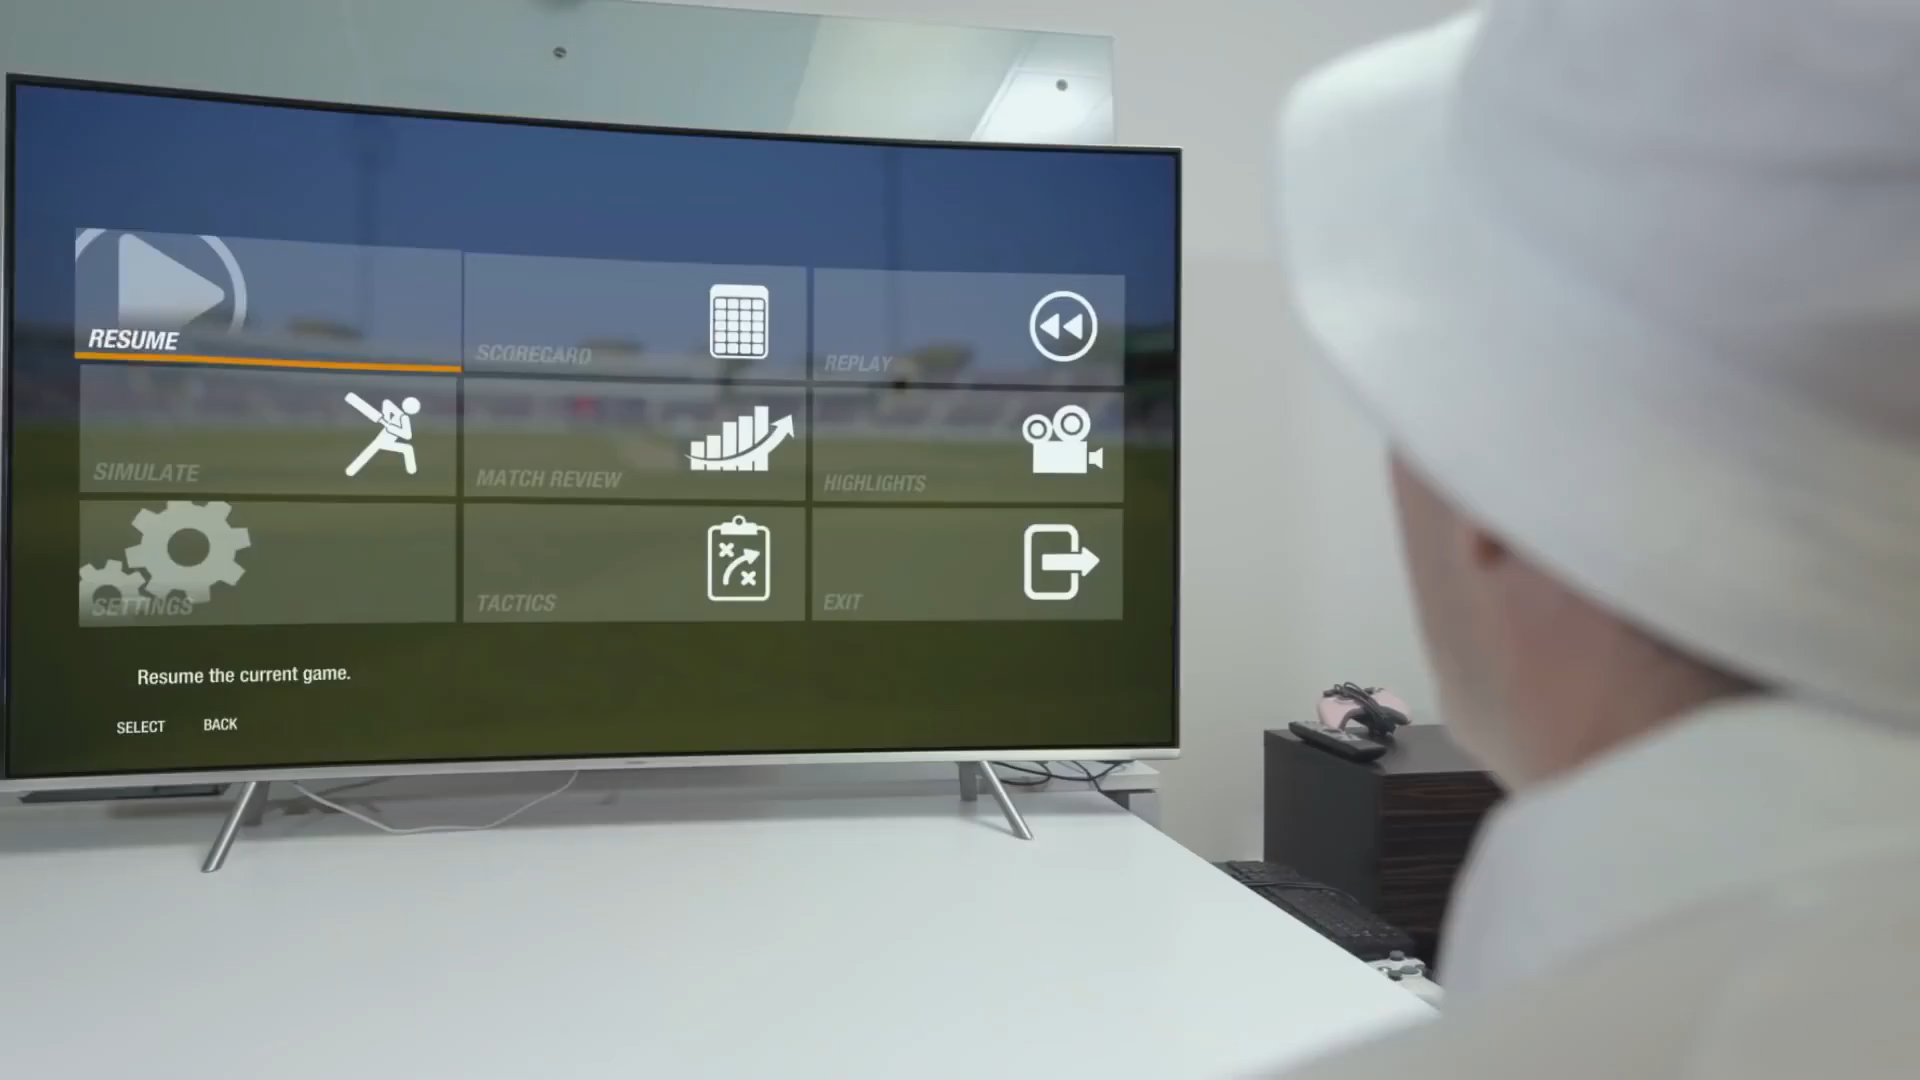 RESUME
SCORECARD
REPLAY
SIMULATE
MATCH REVIEW
HIGHLIGHTS
SETTINGS
TACTICS
EXIT
Resume the current game.
SELECT BACK